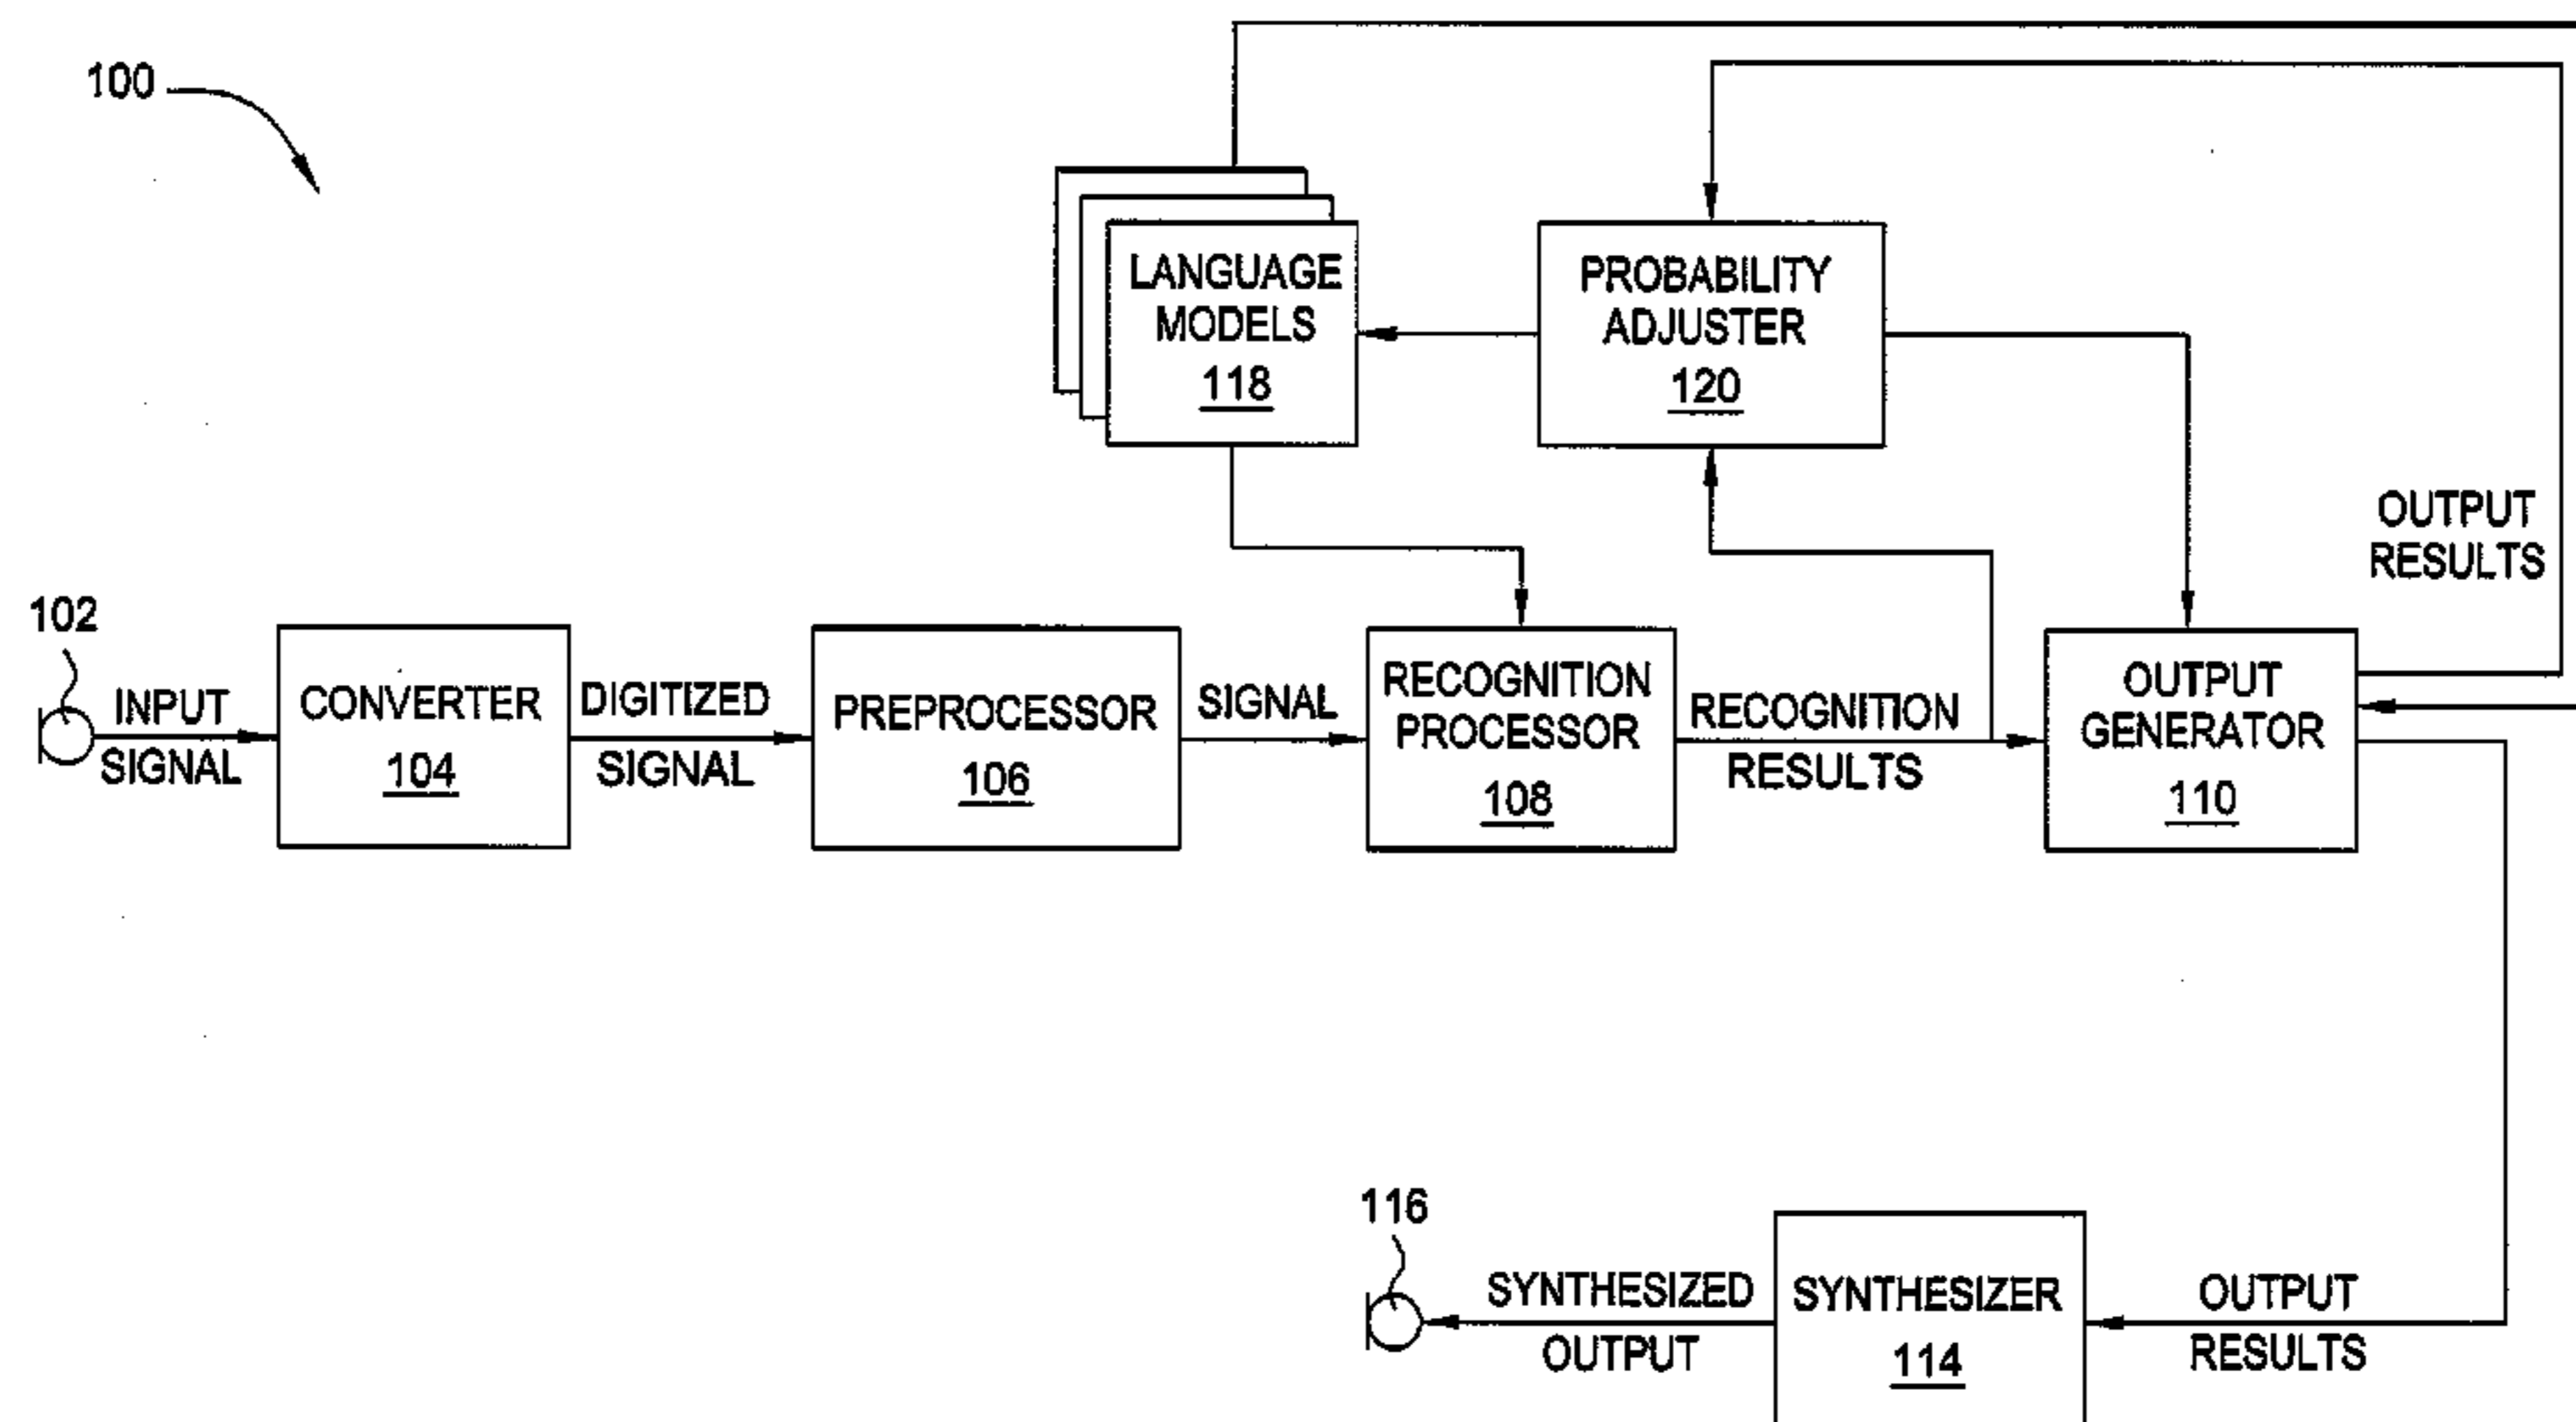 100
LANGUAGE
MODELS
118
PROBABILITY
ADJUSTER
120
OUTPUT
RESULTS
102
INPUT
SIGNAL
CONVERTER
104
DIGITIZED
SIGNAL
PREPROCESSOR
106
SIGNAL
RECOGNITION
PROCESSOR
108
RECOGNITION
RESULTS
OUTPUT
GENERATOR
110
116
SYNTHESIZED
OUTPUT
SYNTHESIZER
114
OUTPUT
RESULTS